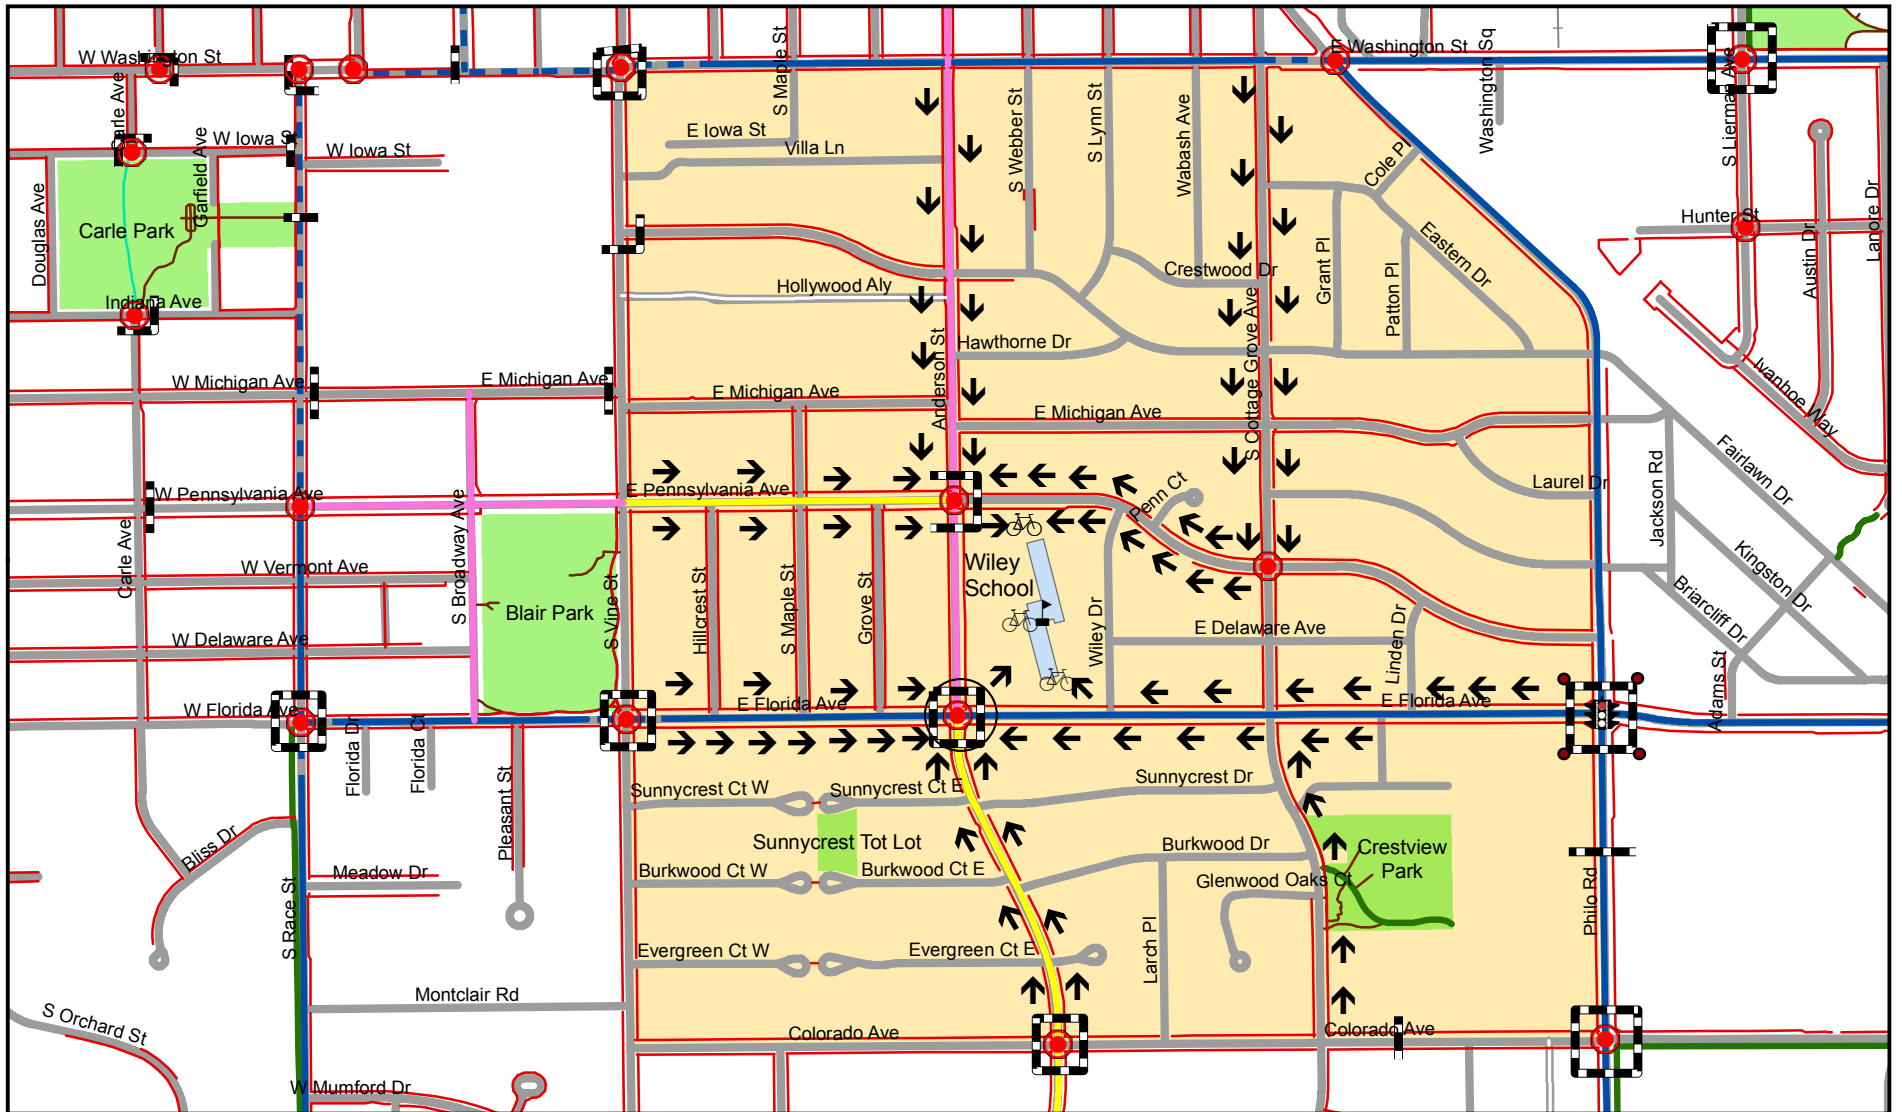 W Washington St
S Maple St
E Washington St
Washington Sq
S Lierman Ave
Carle Ave
Garfield Ave
W Iowa St
W Iowa St
E Iowa St
Villa Ln
S Webber St
S Lynn St
Wabash Ave
Cole Pl
Douglas Ave
Carle Park
Hunter St
Austin Dr
Lanore Dr
Eastern Dr
Grant Pl
Patton Pl
Crestwood Dr
Indiana Ave
Hollywood Aly
Anderson St
Hawthorne Dr
S Cottage Grove Ave
Ivanhoe Way
W Michigan Ave
E Michigan Ave
E Michigan Ave
E Michigan Ave
Fairlawn Dr
Laurel Dr
Jackson Rd
W Pennsylvania Ave
E Pennsylvania Ave
Penn Ct
Carle Ave
S Broadway Ave
W Vermont Ave
Wiley
School
Kingston Dr
Briarcliff Dr
Blair Park
S Vine St
Hillcrest St
S Maple St
Grove St
Wiley Dr
E Delaware Ave
Linden Dr
W Delaware Ave
Adams St
W Florida Ave
E Florida Ave
E Florida Ave
Florida Dr
Florida Ct
Pleasant St
Sunnycrest Ct W
Sunnycrest Ct E
Sunnycrest Dr
Sunnycrest Tot Lot
Burkwood Dr
Crestview
Park
Bliss Dr
Meadow Dr
Burkwood Ct W
Burkwood Ct E
Glenwood Oaks Ct
S Race St
Philo Rd
Larch Pl
Evergreen Ct W
Evergreen Ct E
Montclair Rd
S Orchard St
Colorado Ave
Colorado Ave
W Mumford Dr